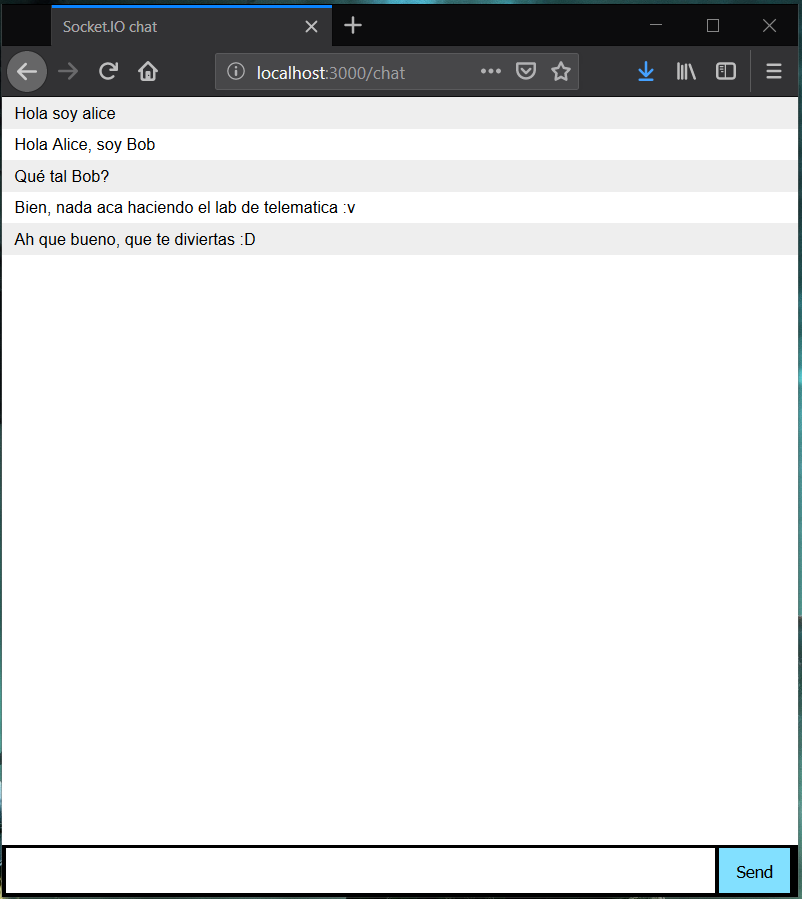 Socket.IO chat
localhost:3000/chat
Hola soy alice
Hola Alice, soy Bob
Qué tal Bob?
Bien, nada aca haciendo el lab de telematica :v
Ah que bueno, que te diviertas :D
Send